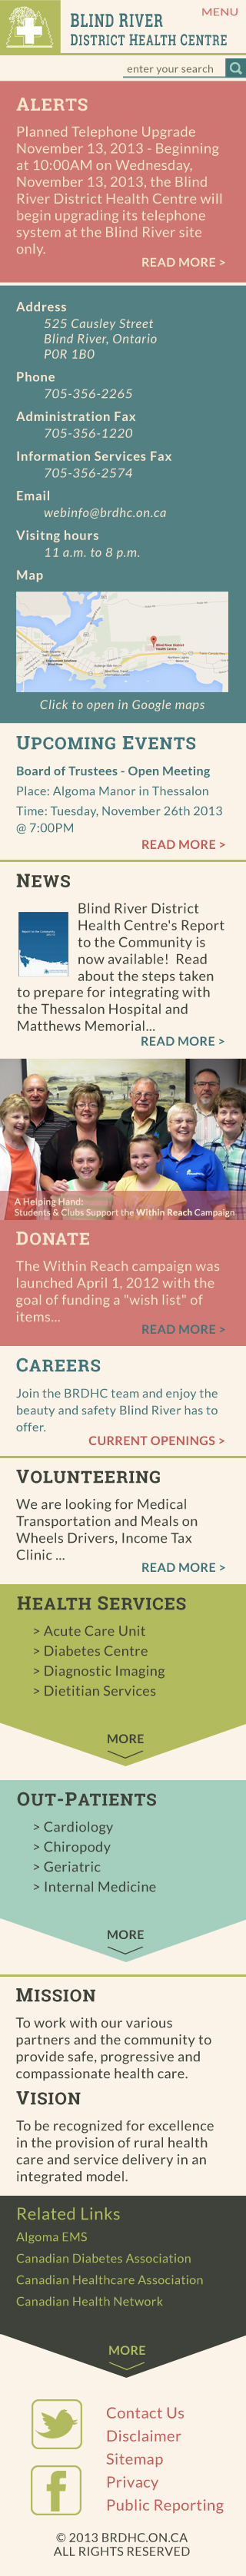 BLIND RIVER
DISTRICT HEALTH CENTRE
MENU
enter your search
ALERTS
Planned Telephone Upgrade
November 13, 2013 - Beginning
at 10:00AM on Wednesday,
November 13, 2013, the Blind
River District Health Centre will
begin upgrading its telephone
system at the Blind River site
only.
READ MORE >
Address
525 Causley Street
Blind River, Ontario
P0R 1B0
Phone
705-356-2265
Administration Fax
705-356-1220
Information Services Fax
705-356-2574
Email
webinfo@brdhc.on.ca
Visitng hours
11 a.m. to 8 p.m.
Map
Blind River District
Health Centre
Click to open in Google maps
UPCOMING EVENTS
Board of Trustees - Open Meeting
Place: Algoma Manor in Thessalon
Time: Tuesday, November 26th 2013
@ 7:00PM
READ MORE >
NEWS
Blind River District
Health Centre's Report
to the Community is
now available! Read
about the steps taken
to prepare for integrating with
the Thessalon Hospital and
Matthews Memorial...
READ MORE >
A Helping Hand:
Students & Clubs Support the Within Reach Campaign
DONATE
The Within Reach campaign was
launched April 1, 2012 with the
goal of funding a "wish list" of
items...
READ MORE >
CAREERS
Join the BRDHC team and enjoy the
beauty and safety Blind River has to
offer.
CURRENT OPENINGS >
VOLUNTEERING
We are looking for Medical
Transportation and Meals on
Wheels Drivers, Income Tax
Clinic ...
READ MORE >
HEALTH SERVICES
> Acute Care Unit
> Diabetes Centre
> Diagnostic Imaging
> Dietitian Services
MORE
OUT-PATIENTS
> Cardiology
> Chiropody
> Geriatric
> Internal Medicine
MORE
MISSION
To work with our various
partners and the community to
provide safe, progressive and
compassionate health care.
VISION
To be recognized for excellence
in the provision of rural health
care and service delivery in an
integrated model.
Related Links
Algoma EMS
Canadian Diabetes Association
Canadian Healthcare Association
Canadian Health Network
MORE
Contact Us
Disclaimer
Sitemap
Privacy
Public Reporting
© 2013 BRDHC.ON.CA
ALL RIGHTS RESERVED